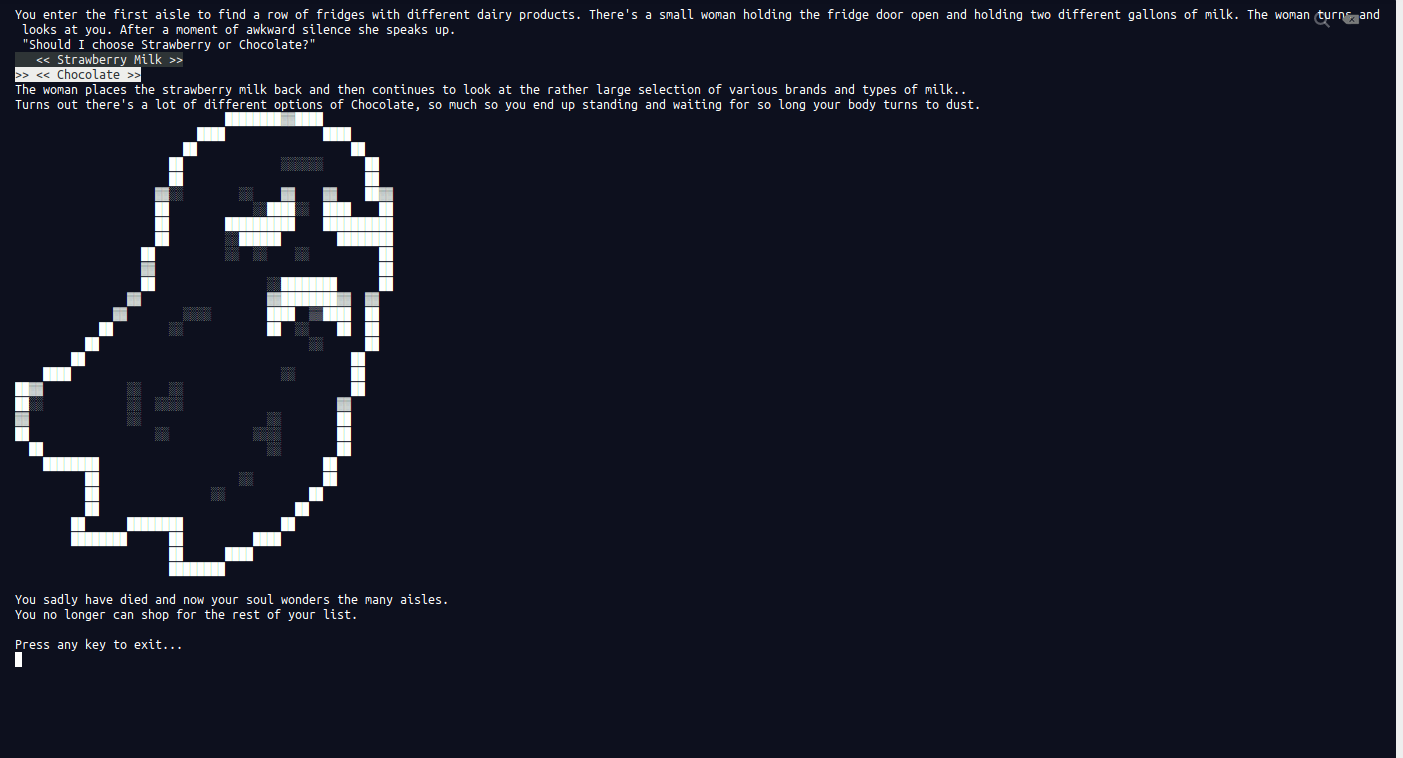 You enter the first aisle to find a row of fridges with different dairy products. There's a small woman holding the fridge door open and holding two different gallons of milk. The woman turns and
looks at you. After a moment of awkward silence she speaks up.
"Should I choose Strawberry or Chocolate?"
<< Strawberry Milk >>
>> << Chocolate >>
The woman places the strawberry milk back and then continues to look at the rather large selection of various brands and types of milk..
Turns out there's a lot of different options of Chocolate, so much so you end up standing and waiting for so long your body turns to dust.
You sadly have died and now your soul wonders the many aisles.
You no longer can shop for the rest of your list.
Press any key to exit...